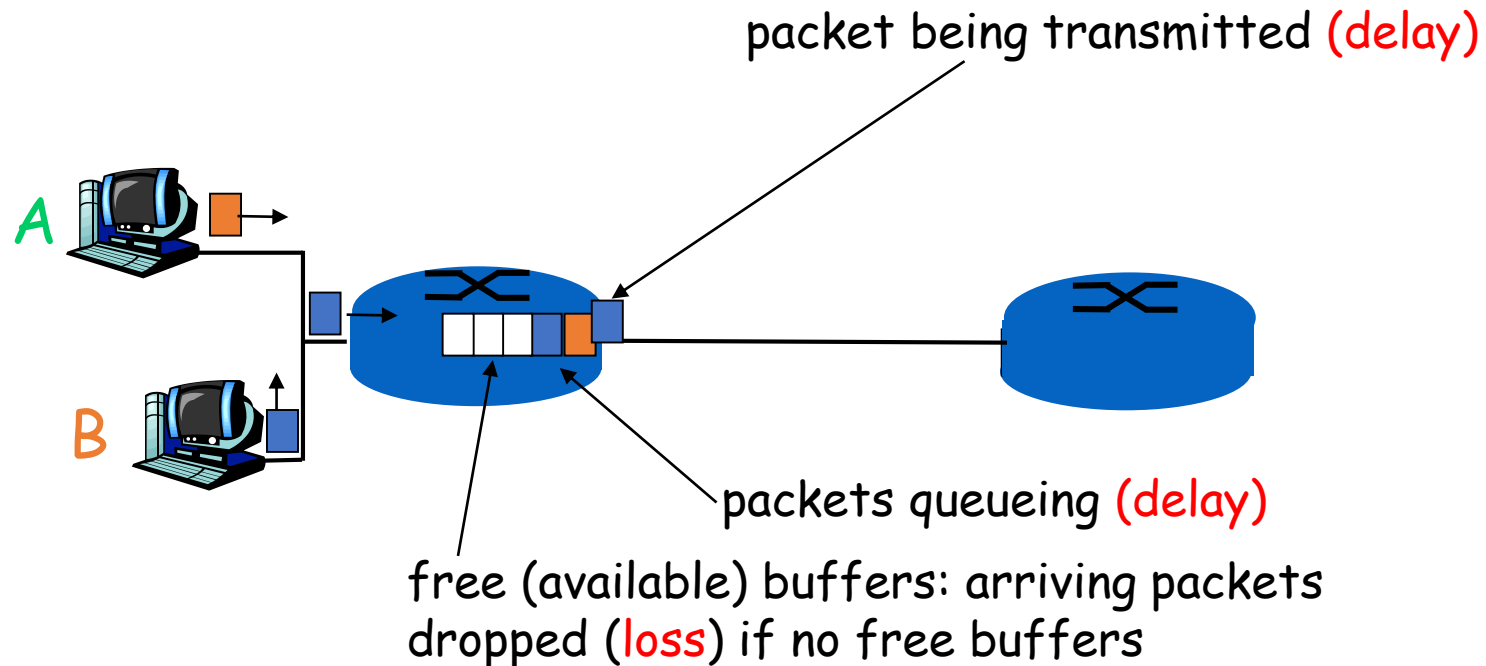 packet being transmitted (delay)
A
B
packets queueing (delay)
free (available) buffers: arriving packets
dropped (loss) if no free buffers